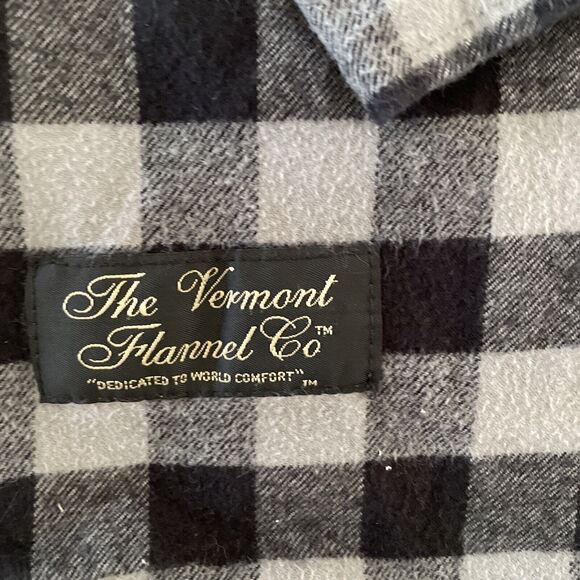 The Vermont
Flannel Co™
"DEDICATED TO WORLD COMFORT"™